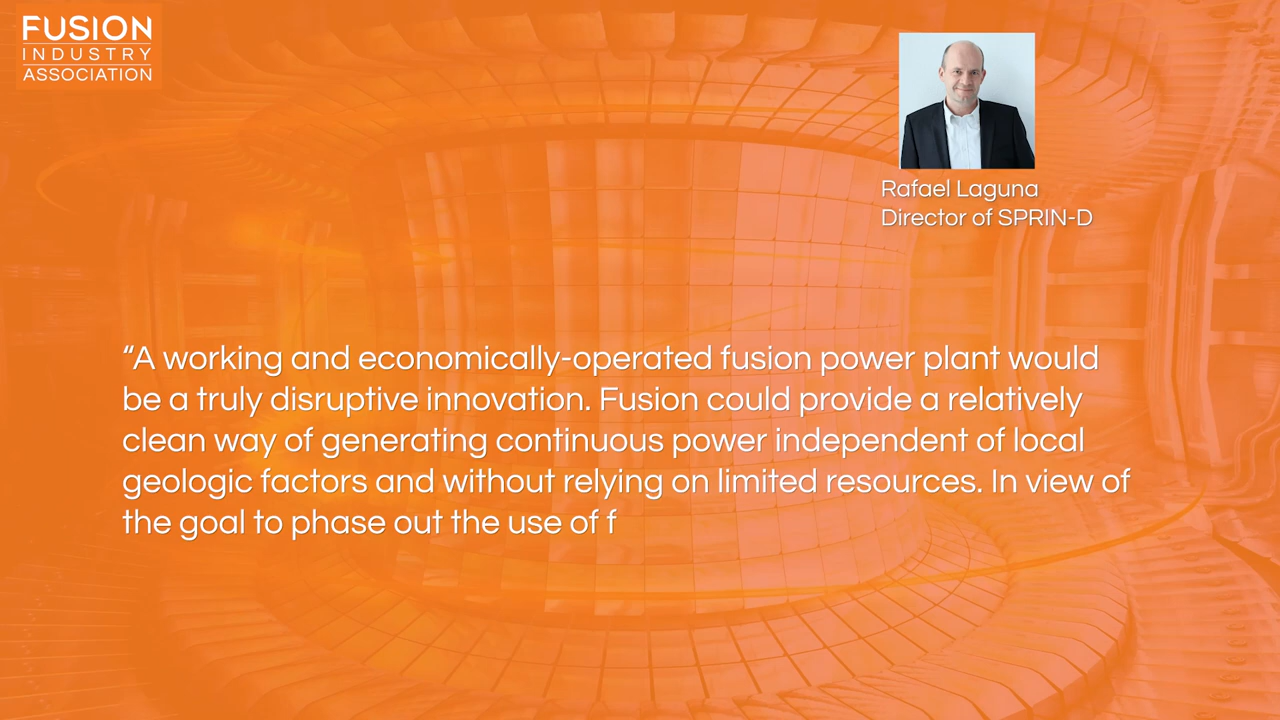 FUSION
INDUSTRY
ASSOCIATION
Rafael Laguna
Director of SPRIN-D
“A working and economically-operated fusion power plant would
be a truly disruptive innovation. Fusion could provide a relatively
clean way of generating continuous power independent of local
geologic factors and without relying on limited resources. In view of
the goal to phase out the use of f